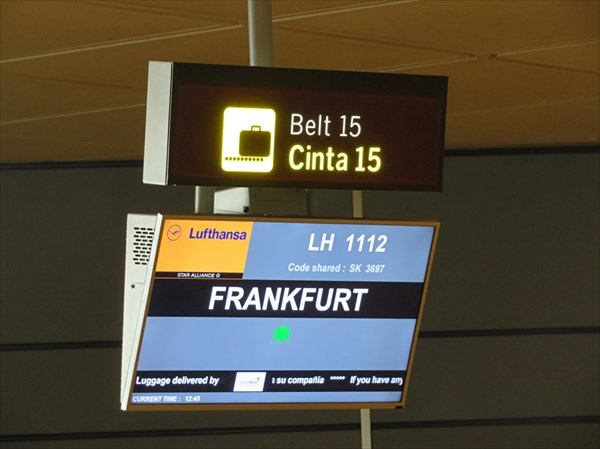 Belt 15
Cinta 15
Lufthansa
LH 1112
Code shared : SK 3697
STAR ALLIANCE
FRANKFURT
Luggage delivered by
n su compañia ***** If you have any
CURRENT TIME : 12:45